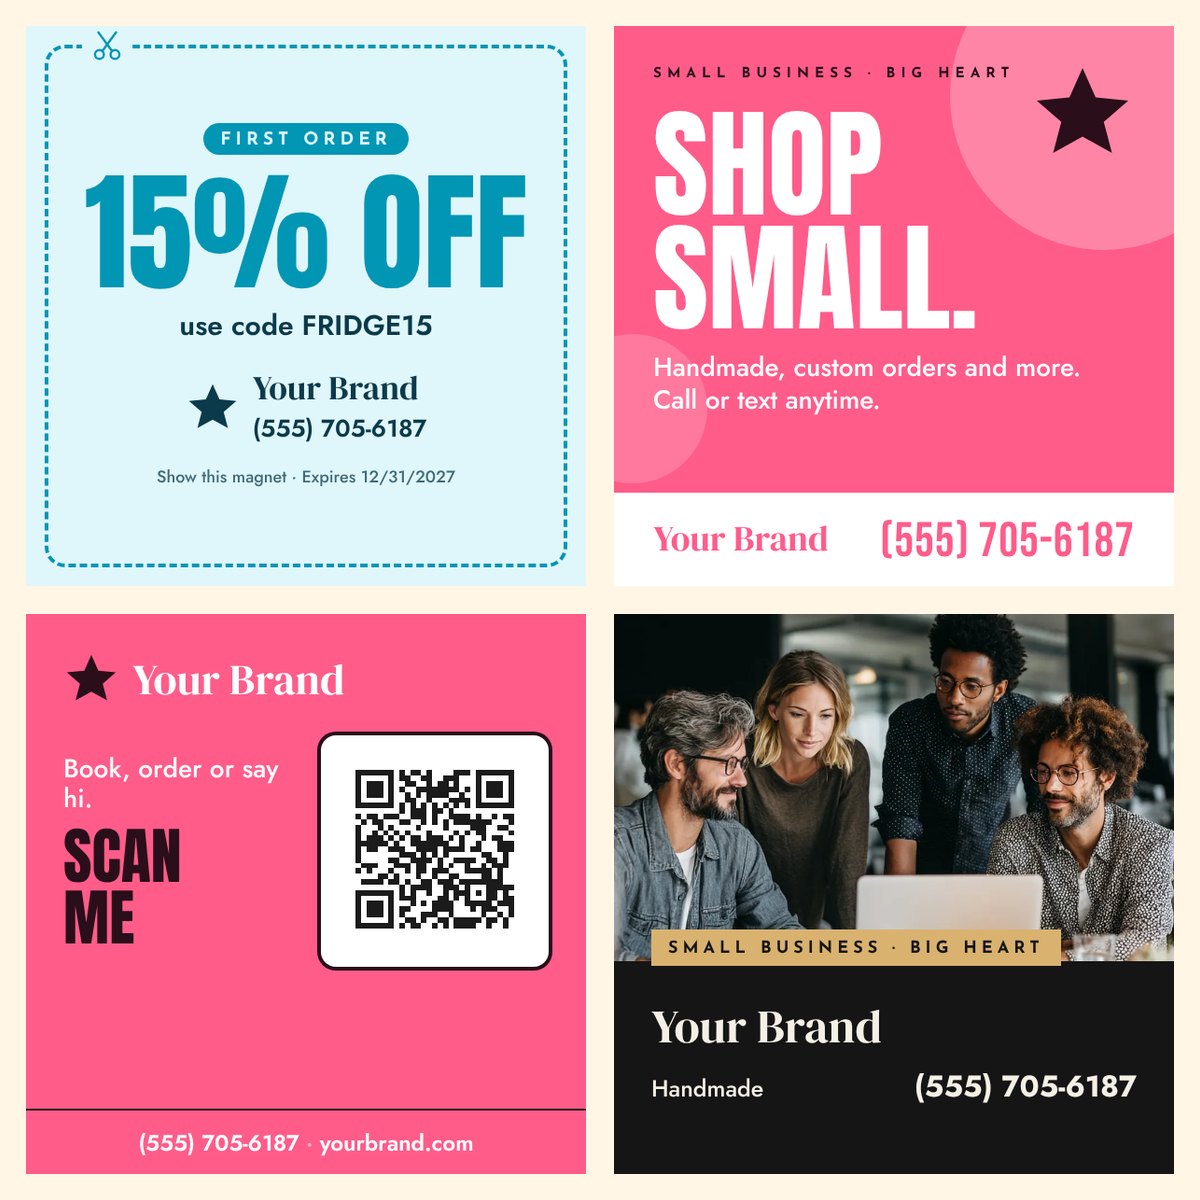 FIRST ORDER
15% OFF
use code FRIDGE15
Your Brand
(555) 705-6187
Show this magnet · Expires 12/31/2027
SMALL BUSINESS · BIG HEART
SHOP
SMALL.
Handmade, custom orders and more.
Call or text anytime.
Your Brand (555) 705-6187
Your Brand
Book, order or say
hi.
SCAN
ME
(555) 705-6187 · yourbrand.com
SMALL BUSINESS · BIG HEART
Your Brand
Handmade (555) 705-6187